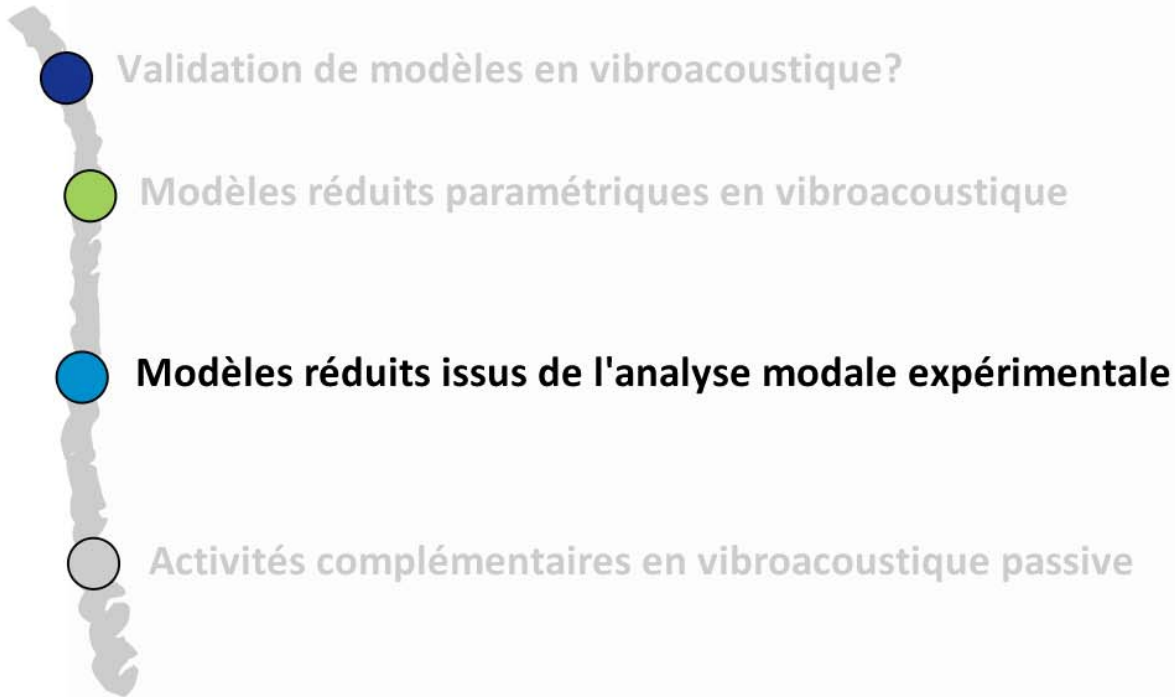 Validation de modèles en vibroacoustique?
Modèles réduits paramétriques en vibroacoustique
Modèles réduits issus de l'analyse modale expérimentale
Activités complémentaires en vibroacoustique passive